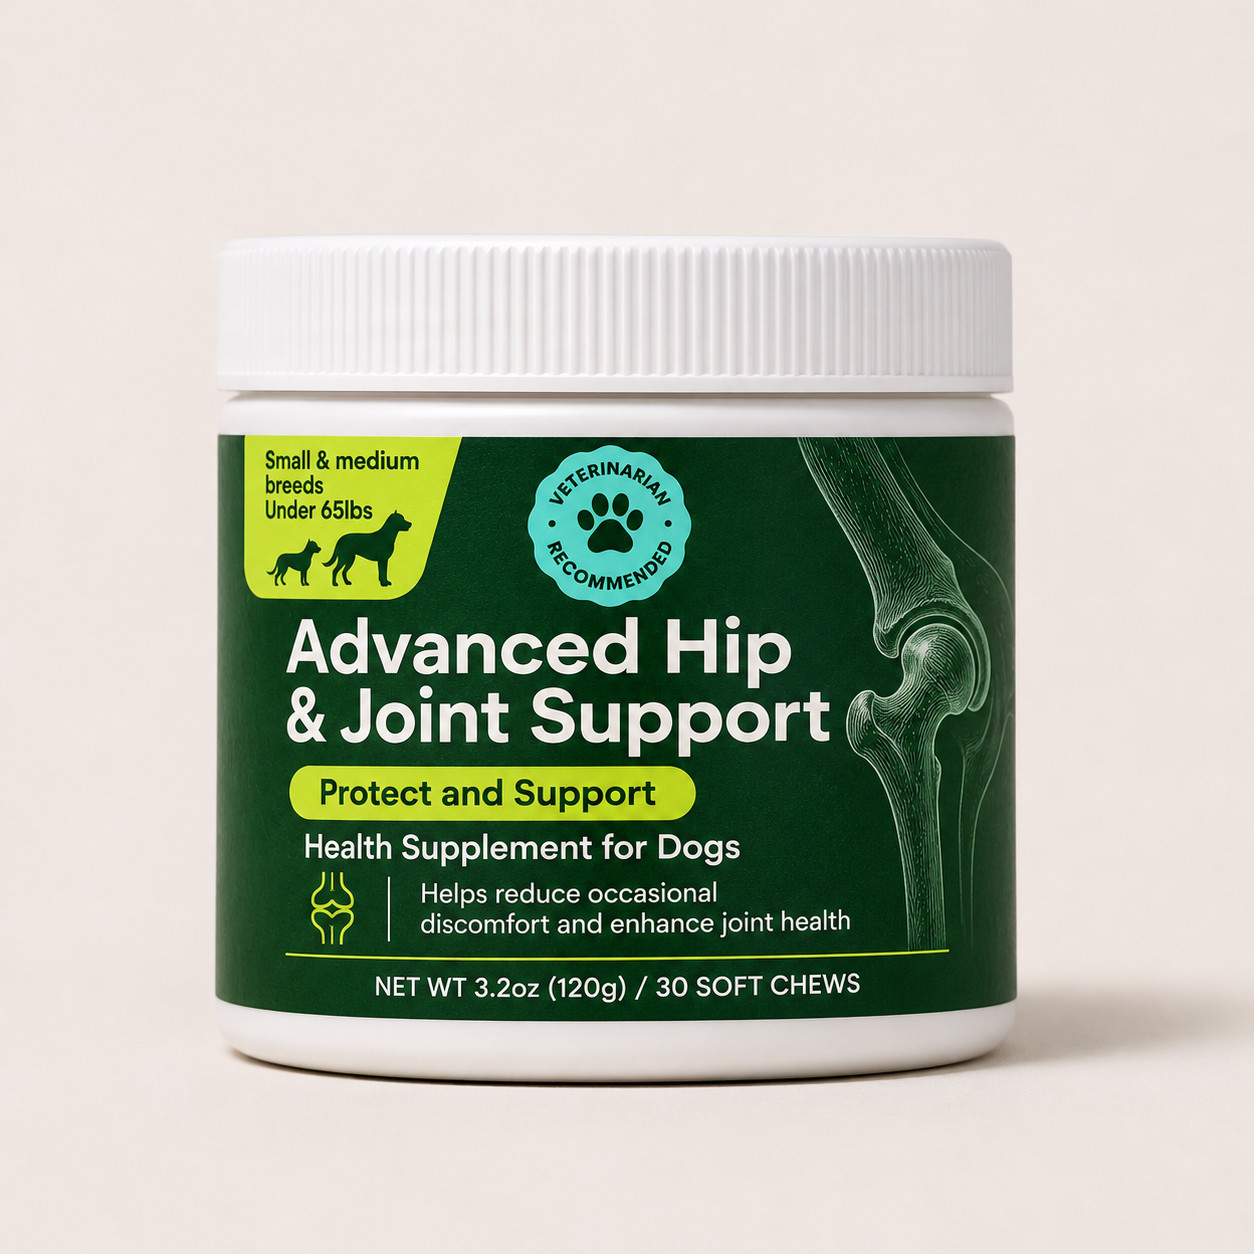 Small & medium
breeds
Under 65lbs
VETERINARIAN
RECOMMENDED
Advanced Hip
& Joint Support
Protect and Support
Health Supplement for Dogs
Helps reduce occasional
discomfort and enhance joint health
NET WT 3.2oz (120g) / 30 SOFT CHEWS